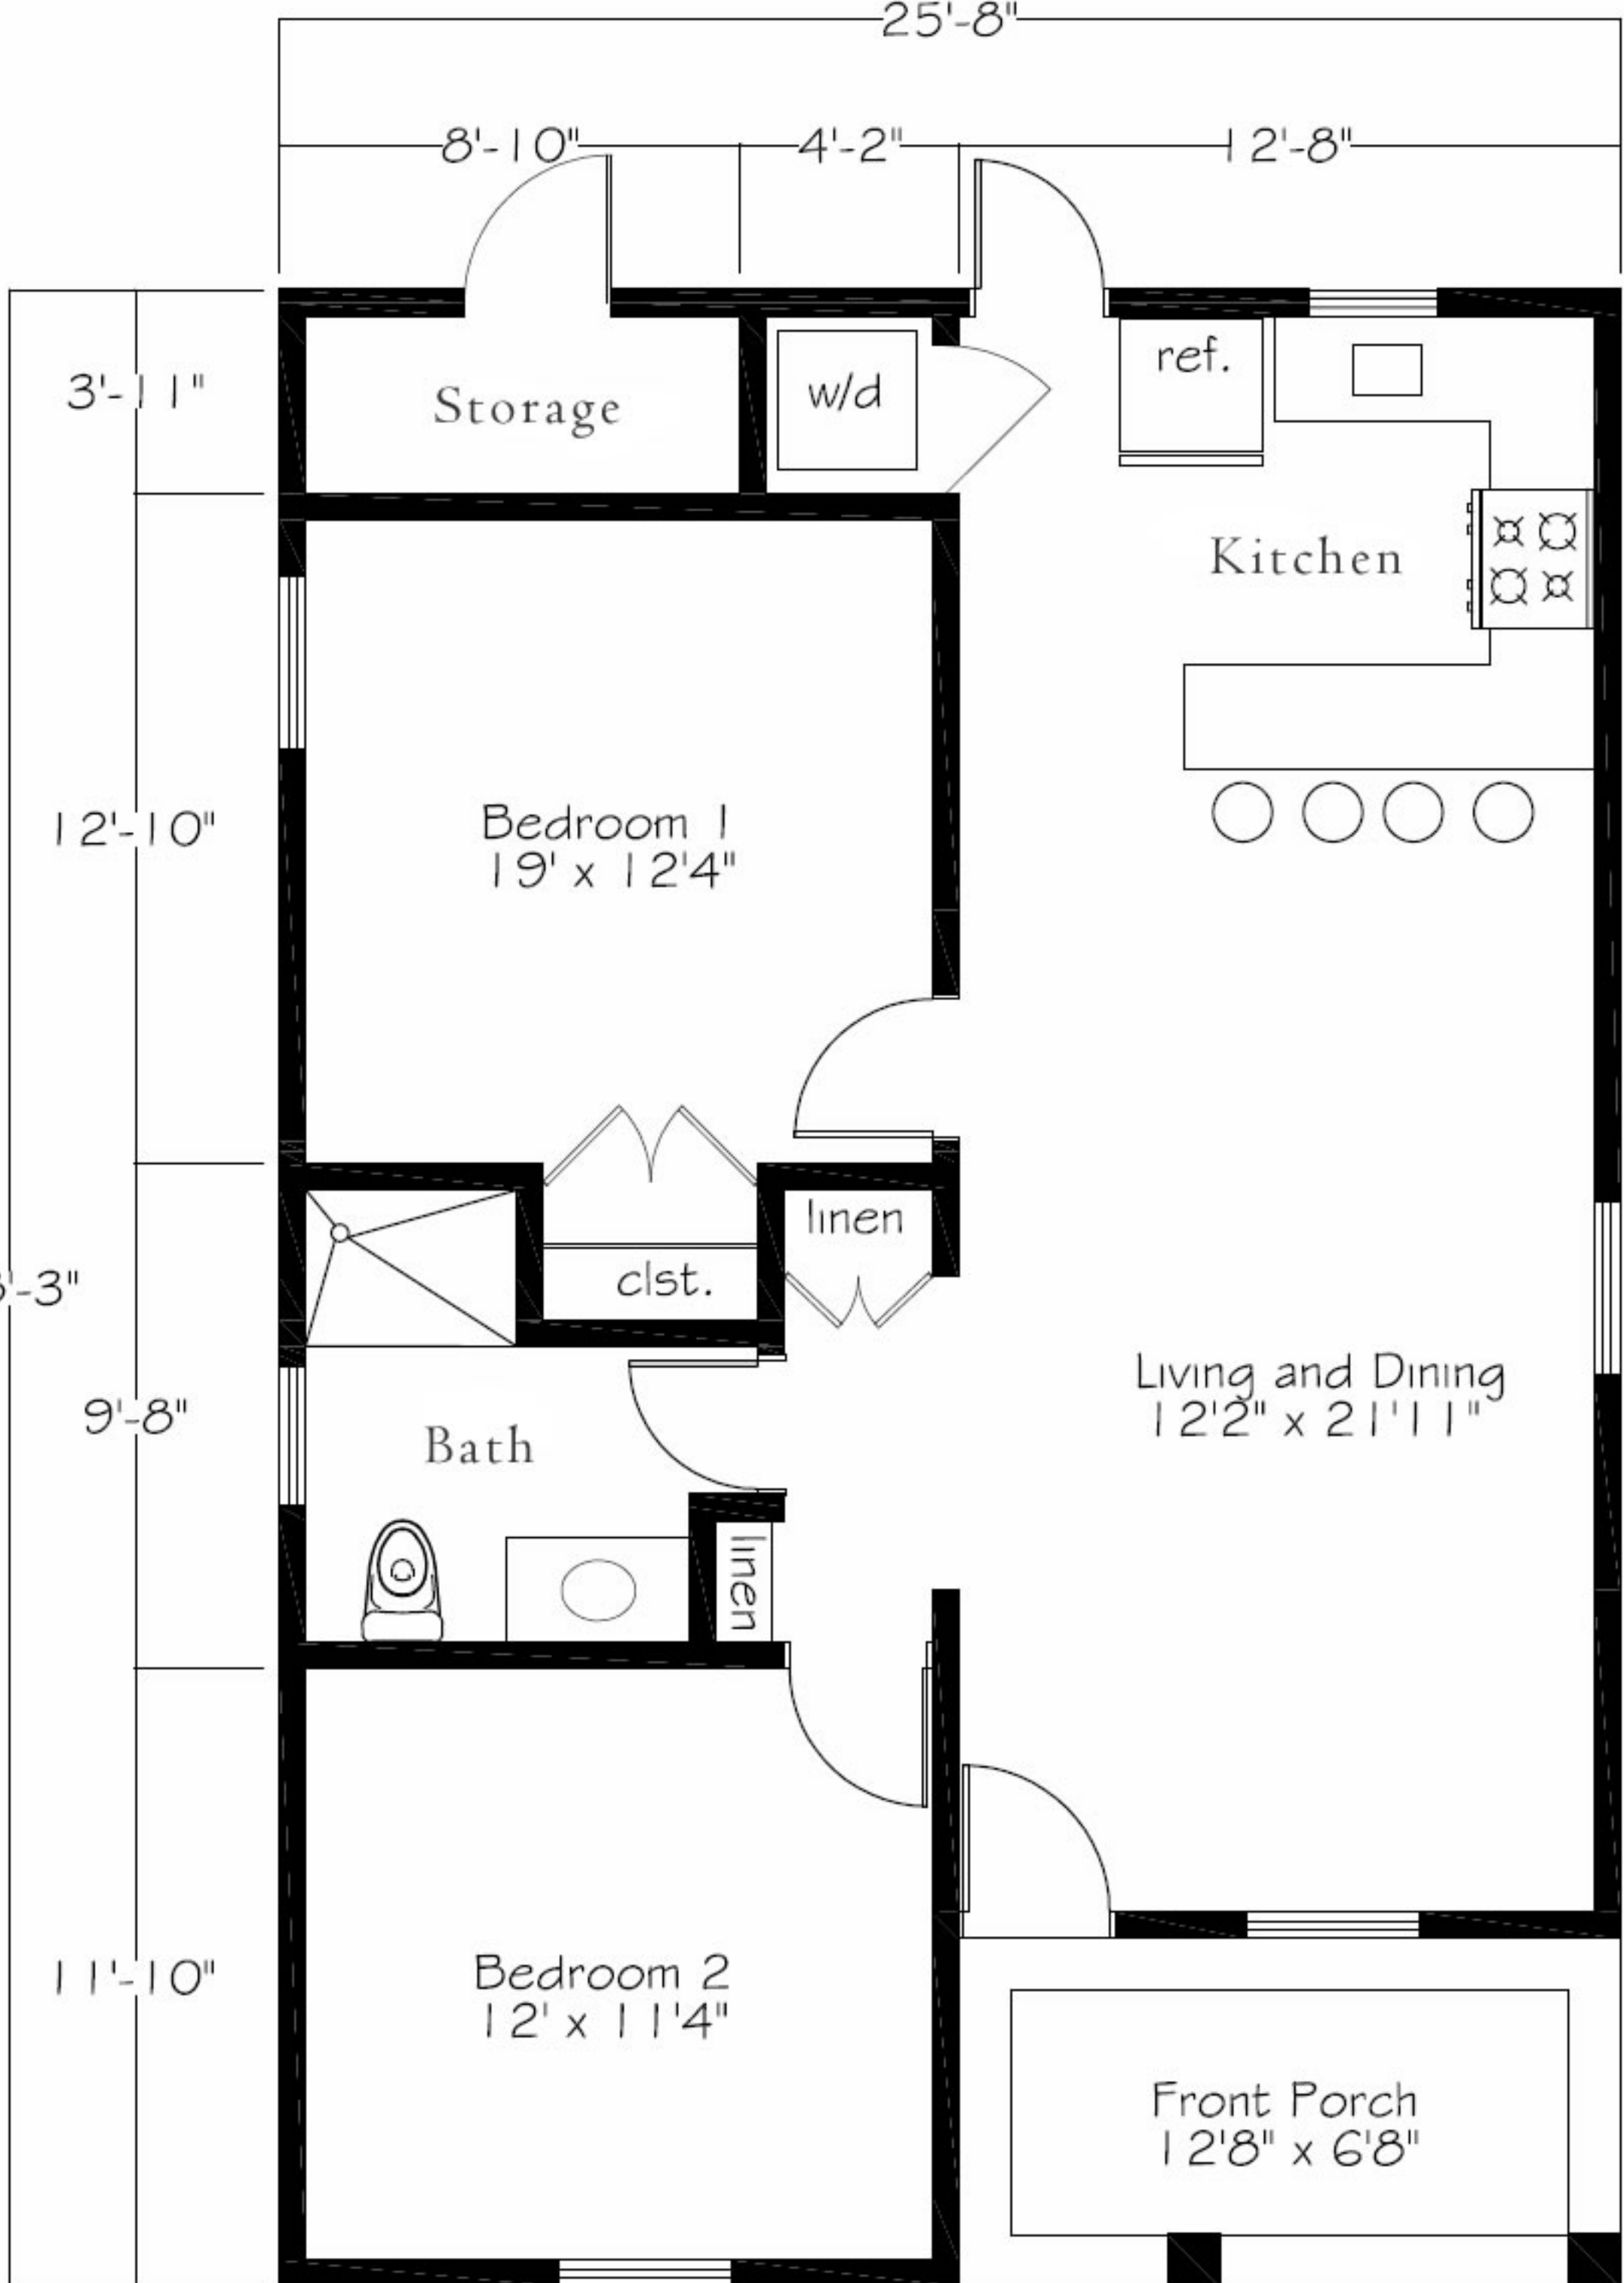 25'-8"
8'-10"
4'-2"
12'-8"
3'-11"
Storage
w/d
ref.
Kitchen
12'-10"
Bedroom 1
19' x 12'4"
linen
clst.
-3"
Living and Dining
12'2" x 21'11"
9'-8"
Bath
linen
11'-10"
Bedroom 2
12' x 11'4"
Front Porch
12'8" x 6'8"